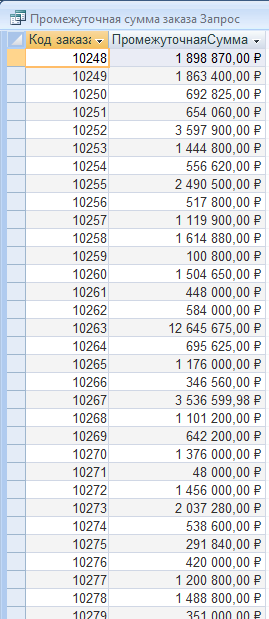 Промежуточная сумма заказа Запрос
Код заказа ПромежуточнаяСумма
10248 1 898 870,00 ₽
10249 1 863 400,00 ₽
10250 692 825,00 ₽
10251 654 060,00 ₽
10252 3 597 900,00 ₽
10253 1 444 800,00 ₽
10254 556 620,00 ₽
10255 2 490 500,00 ₽
10256 517 800,00 ₽
10257 1 119 900,00 ₽
10258 1 614 880,00 ₽
10259 100 800,00 ₽
10260 1 504 650,00 ₽
10261 448 000,00 ₽
10262 584 000,00 ₽
10263 12 645 675,00 ₽
10264 695 625,00 ₽
10265 1 176 000,00 ₽
10266 346 560,00 ₽
10267 3 536 599,98 ₽
10268 1 101 200,00 ₽
10269 642 200,00 ₽
10270 1 376 000,00 ₽
10271 48 000,00 ₽
10272 1 456 000,00 ₽
10273 2 037 280,00 ₽
10274 538 600,00 ₽
10275 291 840,00 ₽
10276 420 000,00 ₽
10277 1 200 800,00 ₽
10278 1 488 800,00 ₽
10279 351 000,00 ₽